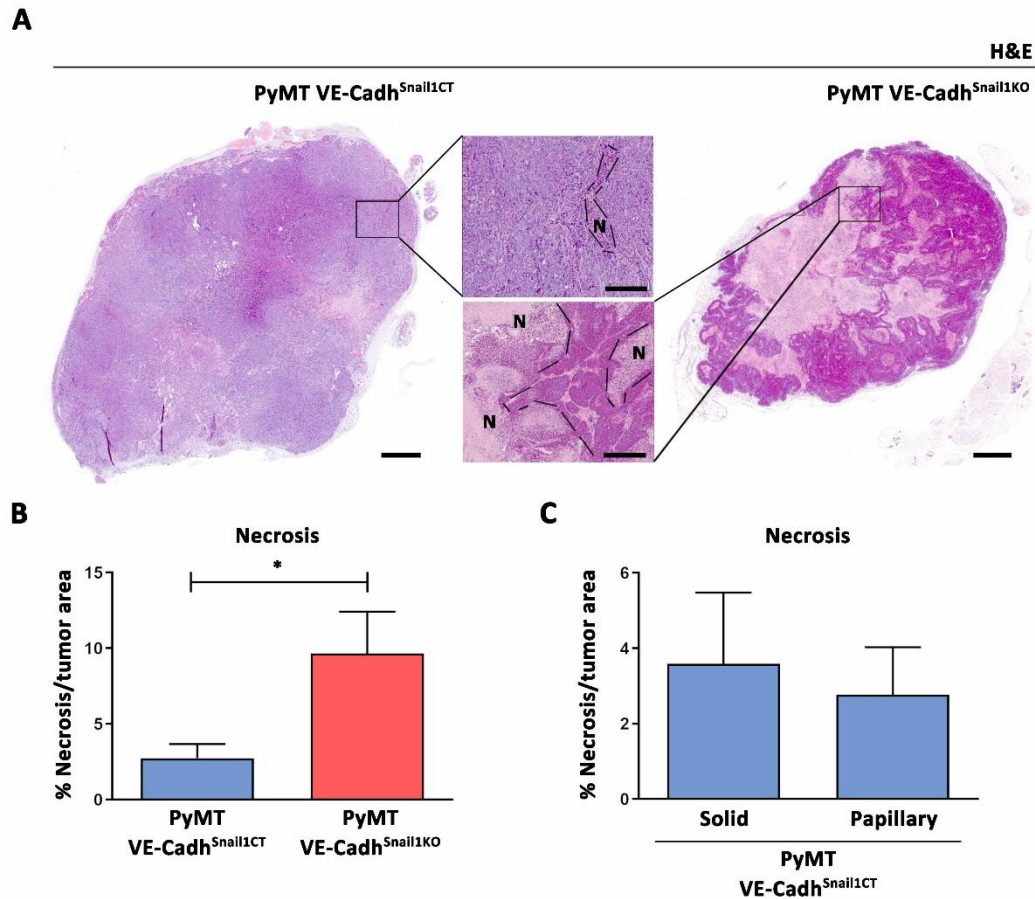 A
H&E
PyMT VE-Cadh^Snail1CT
PyMT VE-Cadh^Snail1KO
N
N
N
N
B
C
Necrosis
Necrosis
*
% Necrosis/tumor area
15
10
5
0
PyMT
VE-Cadh^Snail1CT
PyMT
VE-Cadh^Snail1KO
% Necrosis/tumor area
6
4
2
0
Solid
Papillary
PyMT
VE-Cadh^Snail1CT